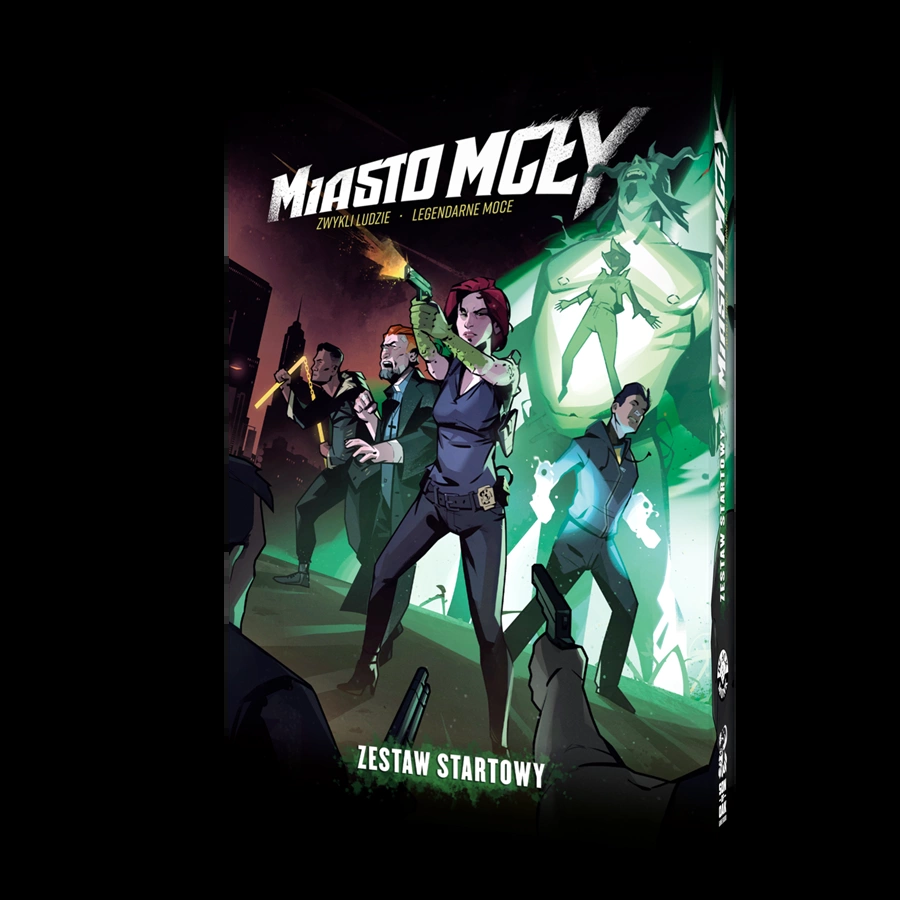 MIASTO MGŁY
ZWYKLI LUDZIE · LEGENDARNE MOCE
ZESTAW STARTOWY
MIASTO MGŁY
ZESTAW STARTOWY